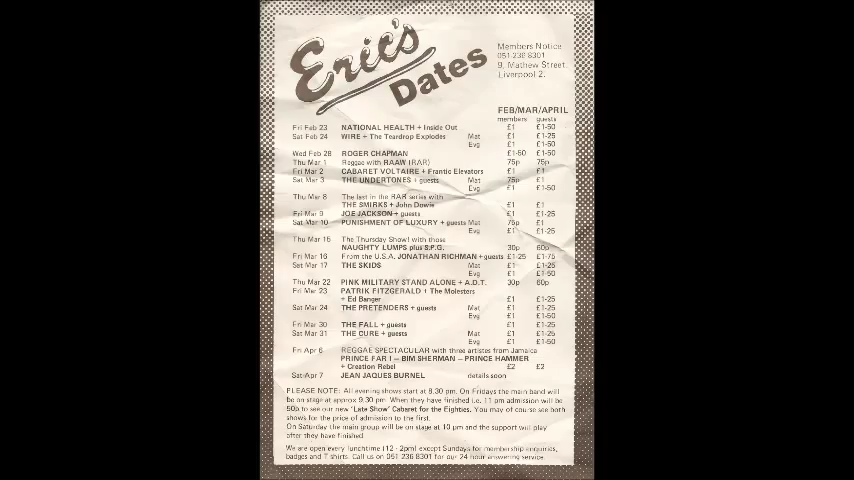 Eric's
Dates
Members Notice
051 236 8301
9, Mathew Street
Liverpool 2.
FEB/MAR/APRIL
members guests
Fri Feb 23 NATIONAL HEALTH + Inside Out £1 £1-50
Sat Feb 24 WIRE + The Teardrop Explodes Mat £1 £1-25
Evg £1 £1-50
Wed Feb 28 ROGER CHAPMAN £1-50 £1-50
Thu Mar 1 Reggae with RAAW (RAR) 75p 75p
Fri Mar 2 CABARET VOLTAIRE + Frantic Elevators £1 £1
Sat Mar 3 THE UNDERTONES + guests Mat 75p £1
Evg £1 £1-50
Thu Mar 8 The last in the RAR series with
THE SMIRKS + John Dowie £1 £1
Fri Mar 9 JOE JACKSON + guests £1 £1-25
Sat Mar 10 PUNISHMENT OF LUXURY + guests Mat 75p £1
Evg £1 £1-25
Thu Mar 15 The Thursday Show! with those
NAUGHTY LUMPS plus S.P.G. 30p 60p
Fri Mar 16 From the U.S.A. JONATHAN RICHMAN + guests £1-25 £1-75
Sat Mar 17 THE SKIDS Mat £1 £1-25
Evg £1 £1-50
Thu Mar 22 PINK MILITARY STAND ALONE + A.D.T. 30p 60p
Fri Mar 23 PATRIK FITZGERALD + The Molesters
+ Ed Banger £1 £1-25
Sat Mar 24 THE PRETENDERS + guests Mat £1 £1-25
Evg £1 £1-50
Fri Mar 30 THE FALL + guests £1 £1-25
Sat Mar 31 THE CURE + guests Mat £1 £1-25
Evg £1 £1-50
Fri Apr 6 REGGAE SPECTACULAR with three artistes from Jamaica
PRINCE FAR I – BIM SHERMAN – PRINCE HAMMER
+ Creation Rebel £2 £2
Sat Apr 7 JEAN JAQUES BURNEL details soon
PLEASE NOTE: All evening shows start at 8.30 pm. On Fridays the main band will
be on stage at approx 9.30 pm. When they have finished i.e. 11 pm admission will be
50p to see our new 'Late Show' Cabaret for the Eighties. You may of course see both
shows for the price of admission to the first.
On Saturday the main group will be on stage at 10 pm and the support will play
after they have finished
We are open every lunchtime (12 - 2pm) except Sundays for membership enquiries,
badges and T shirts. Call us on 051 236 8301 for our 24 hour answering service.